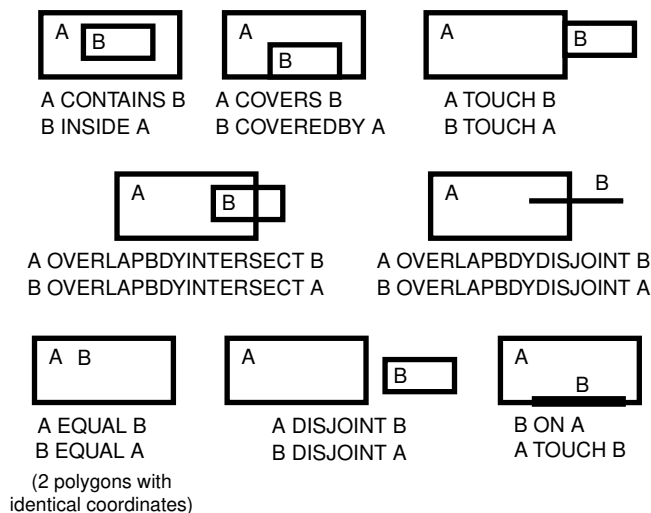 A
B
A CONTAINS B
B INSIDE A
A
B
A COVERS B
B COVEREDBY A
A
B
A TOUCH B
B TOUCH A
A
B
A OVERLAPBDYINTERSECT B
B OVERLAPBDYINTERSECT A
A
B
A OVERLAPBDYDISJOINT B
B OVERLAPBDYDISJOINT A
A B
A EQUAL B
B EQUAL A
(2 polygons with
identical coordinates)
A
B
A DISJOINT B
B DISJOINT A
A
B
B ON A
A TOUCH B